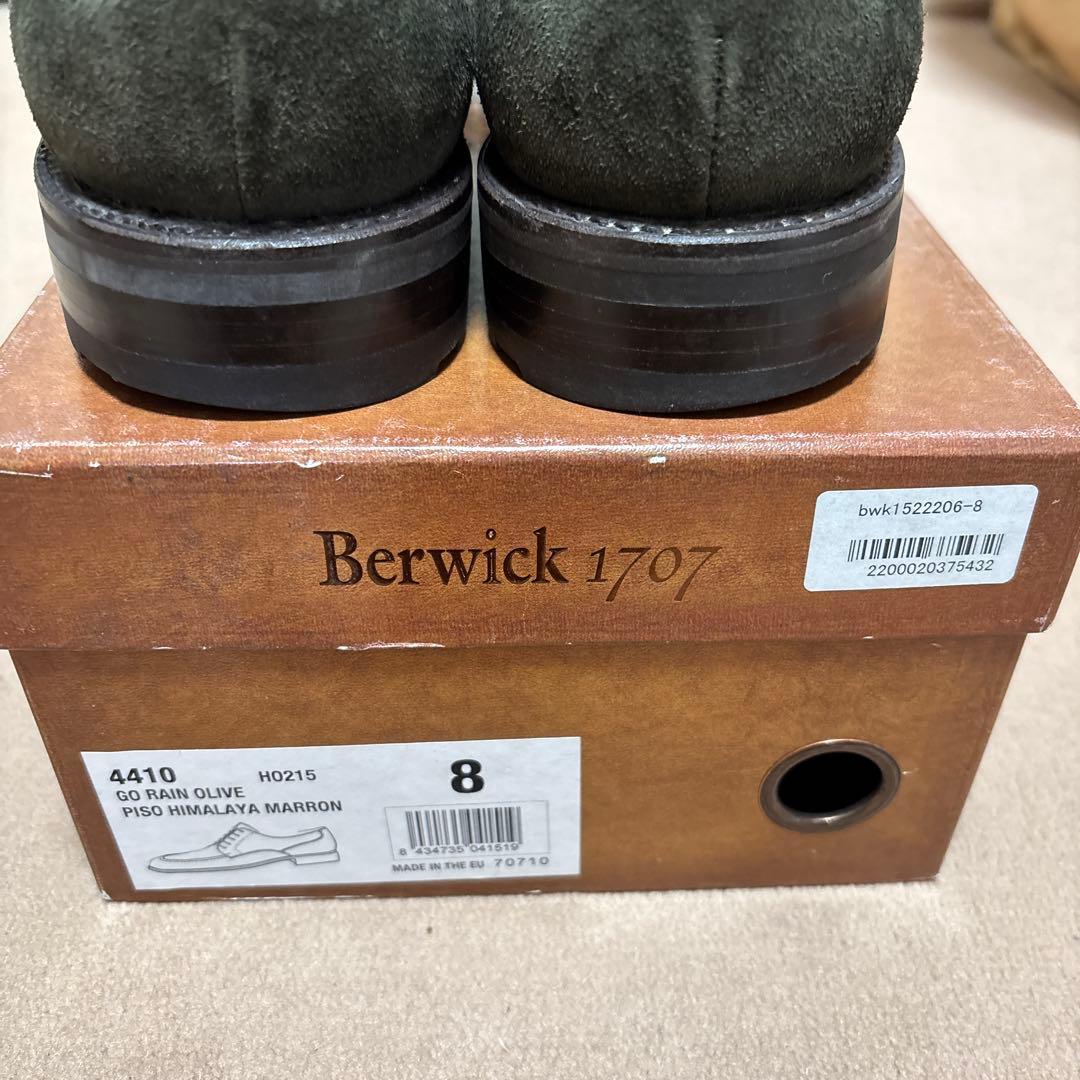 Berwick 1707
bwk1522206-8
2200020375432
4410 H0215
8
GO RAIN OLIVE
PISO HIMALAYA MARRON
8 434735 041519
MADE IN THE EU 70710